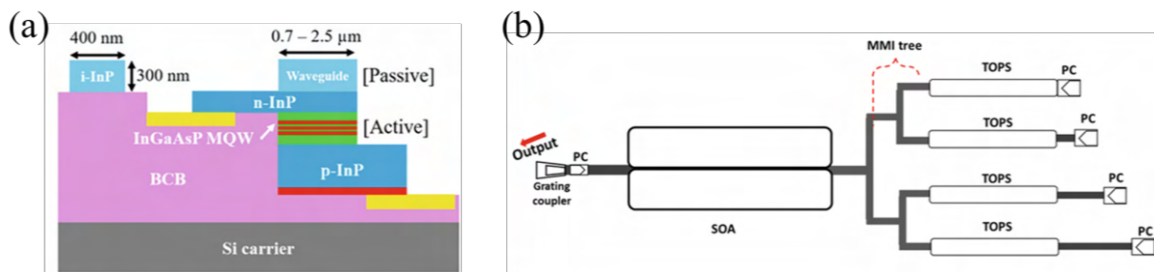 (a)
400 nm
0.7 – 2.5 µm
i-InP
300 nm
Waveguide
[Passive]
n-InP
InGaAsP MQW
[Active]
BCB
p-InP
Si carrier
(b)
MMI tree
TOPS
PC
TOPS
PC
Output
PC
Grating
coupler
SOA
TOPS
PC
TOPS
PC